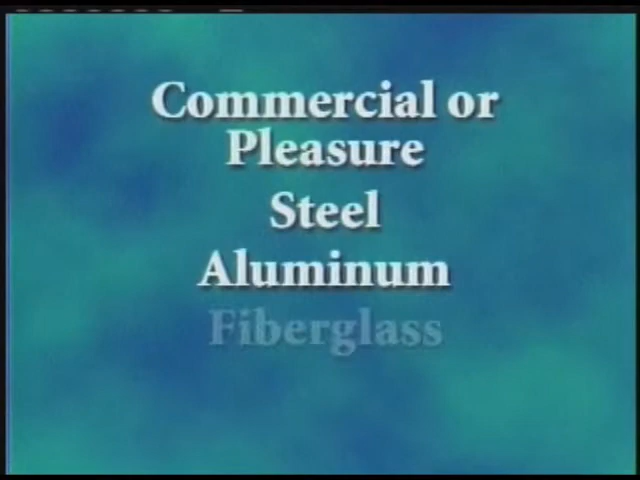 Commercial or
Pleasure
Steel
Aluminum
Fiberglass